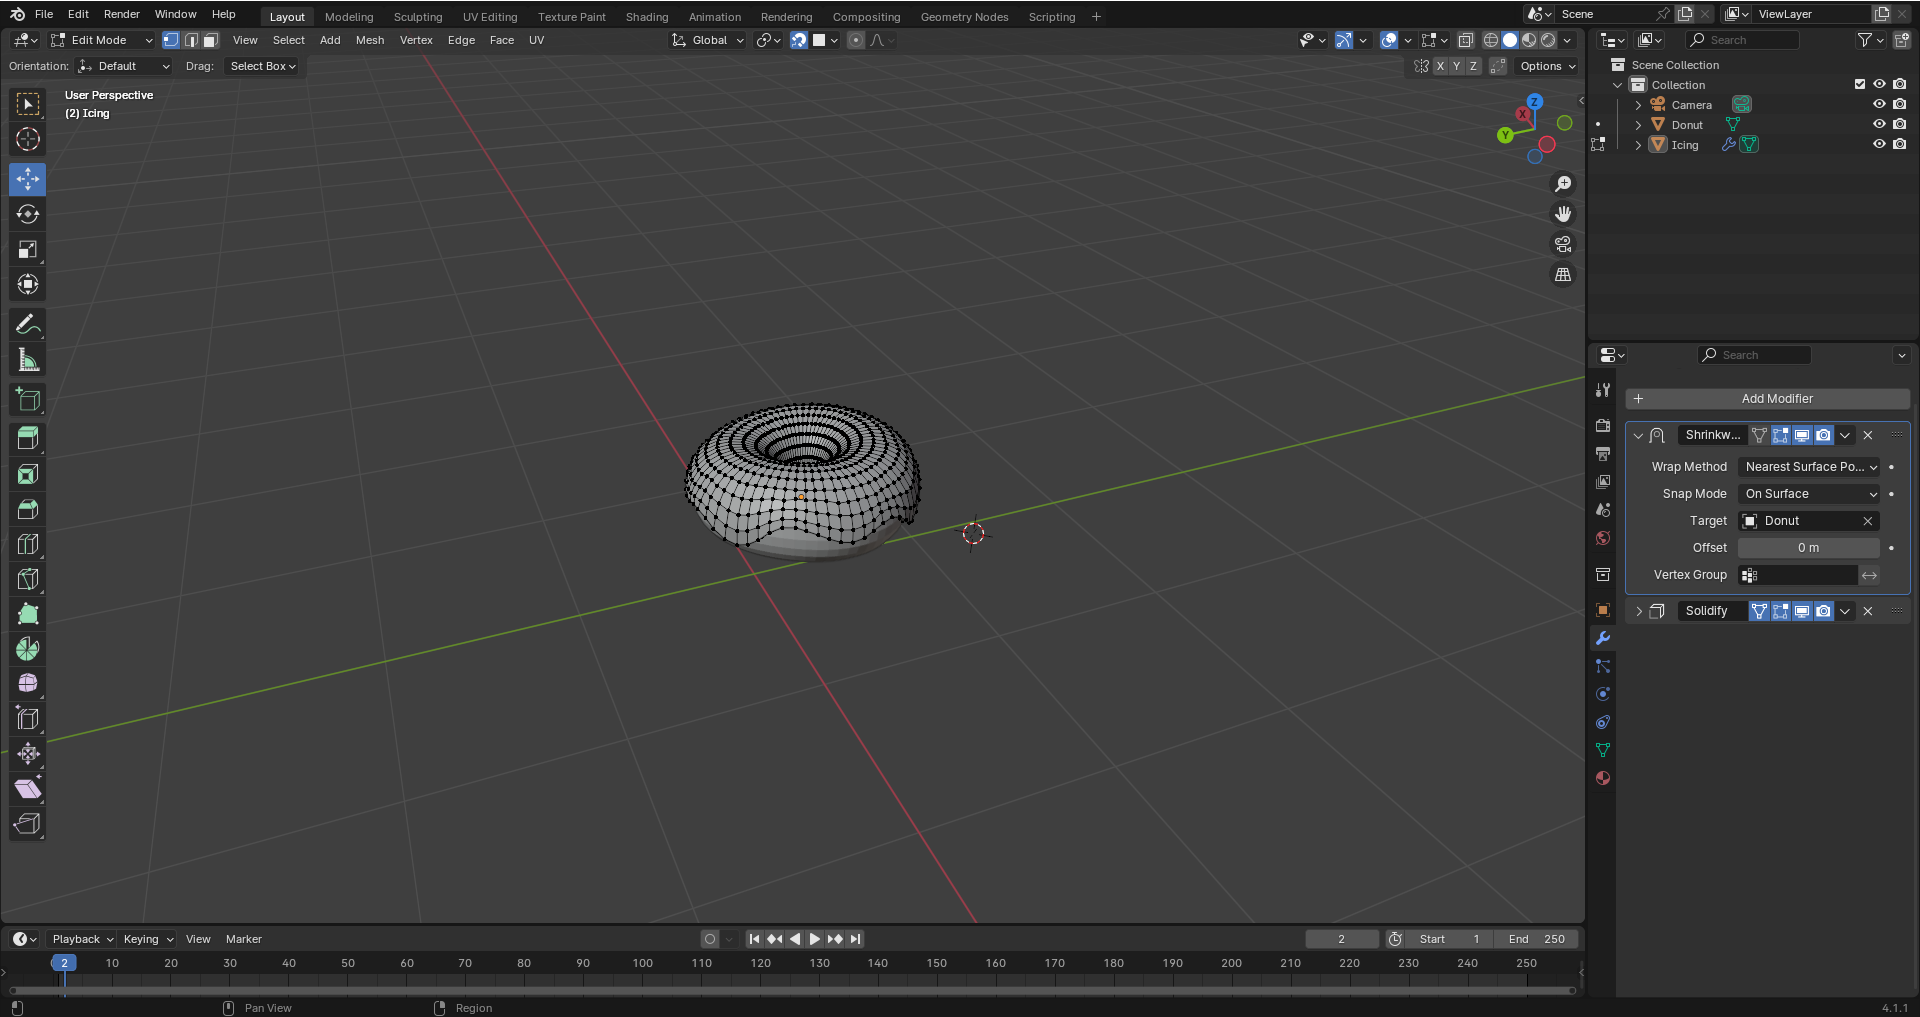 File Edit Render Window Help Layout Modeling Sculpting UV Editing Texture Paint Shading Animation Rendering Compositing Geometry Nodes Scripting + Scene ViewLayer
Edit Mode View Select Add Mesh Vertex Edge Face UV Global Search
Orientation: Default Drag: Select Box X Y Z Options
Scene Collection
Collection
Camera
Donut
Icing
User Perspective
(2) Icing
Z
X
Y
Search
+ Add Modifier
Shrinkw...
Wrap Method Nearest Surface Po...
Snap Mode On Surface
Target Donut
Offset 0 m
Vertex Group
Solidify
Playback Keying View Marker 2 Start 1 End 250
2 10 20 30 40 50 60 70 80 90 100 110 120 130 140 150 160 170 180 190 200 210 220 230 240 250
Pan View Region 4.1.1